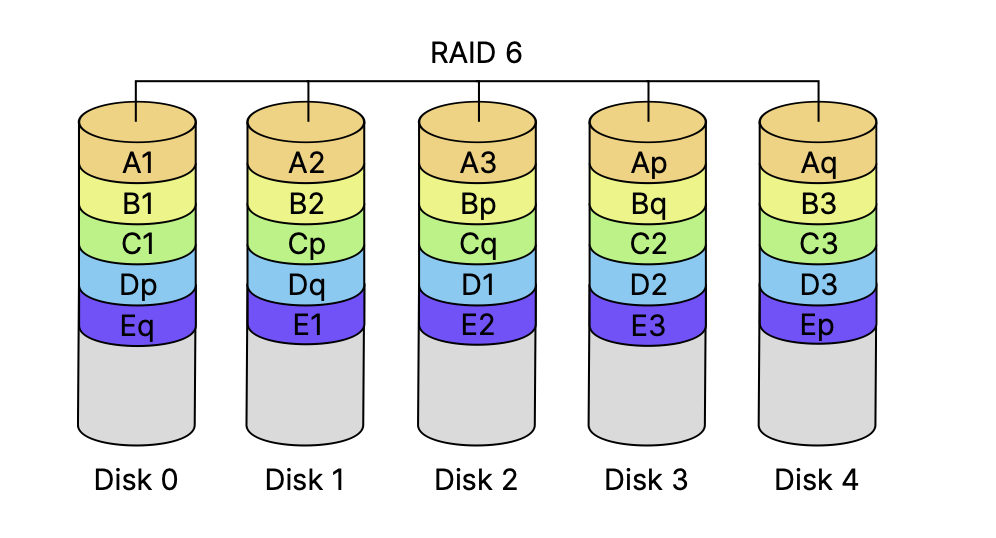 RAID 6
A1 A2 A3 Ap Aq
B1 B2 Bp Bq B3
C1 Cp Cq C2 C3
Dp Dq D1 D2 D3
Eq E1 E2 E3 Ep
Disk 0 Disk 1 Disk 2 Disk 3 Disk 4